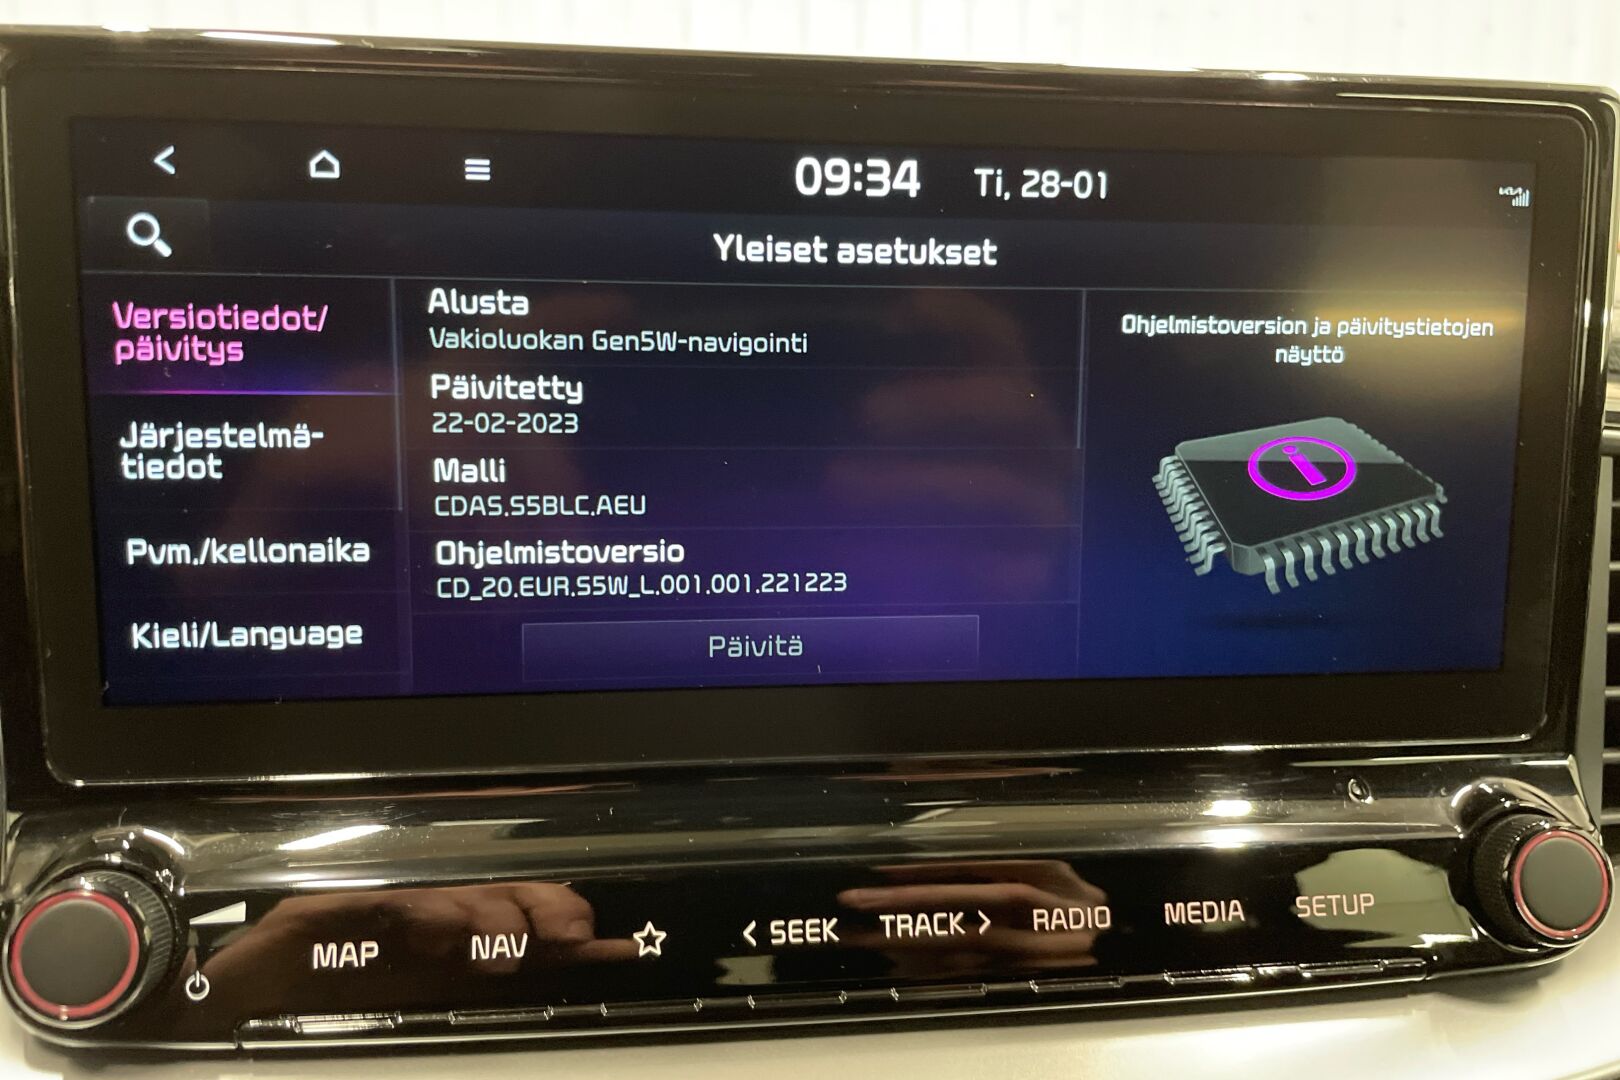 09:34 Ti, 28-01
KIA
Yleiset asetukset
Versiotiedot/
päivitys
Järjestelmä-
tiedot
Pvm./kellonaika
Kieli/Language
Alusta
Vakioluokan Gen5W-navigointi
Päivitetty
22-02-2023
Malli
CDAS.S5BLC.AEU
Ohjelmistoversio
CD_20.EUR.S5W_L.001.001.221223
Päivitä
Ohjelmistoversion ja päivitystietojen
näyttö
MAP NAV < SEEK TRACK > RADIO MEDIA SETUP